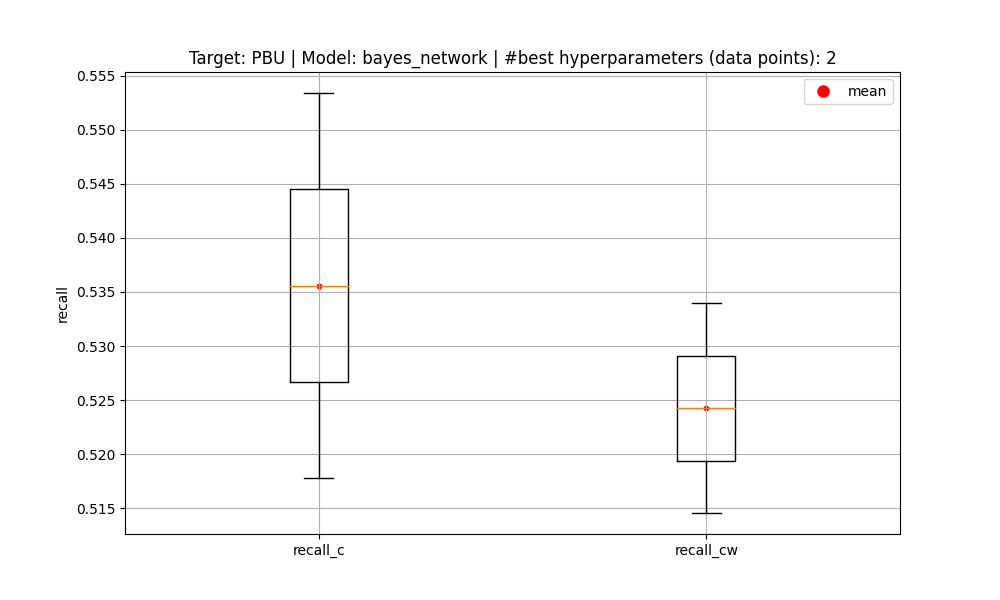 Target: PBU | Model: bayes_network | #best hyperparameters (data points): 2
mean
0.555
0.550
0.545
0.540
0.535
0.530
0.525
0.520
0.515
recall
recall_c
recall_cw